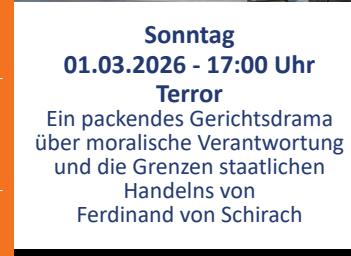 Sonntag
01.03.2026 - 17:00 Uhr
Terror
Ein packendes Gerichtsdrama
über moralische Verantwortung
und die Grenzen staatlichen
Handelns von
Ferdinand von Schirach